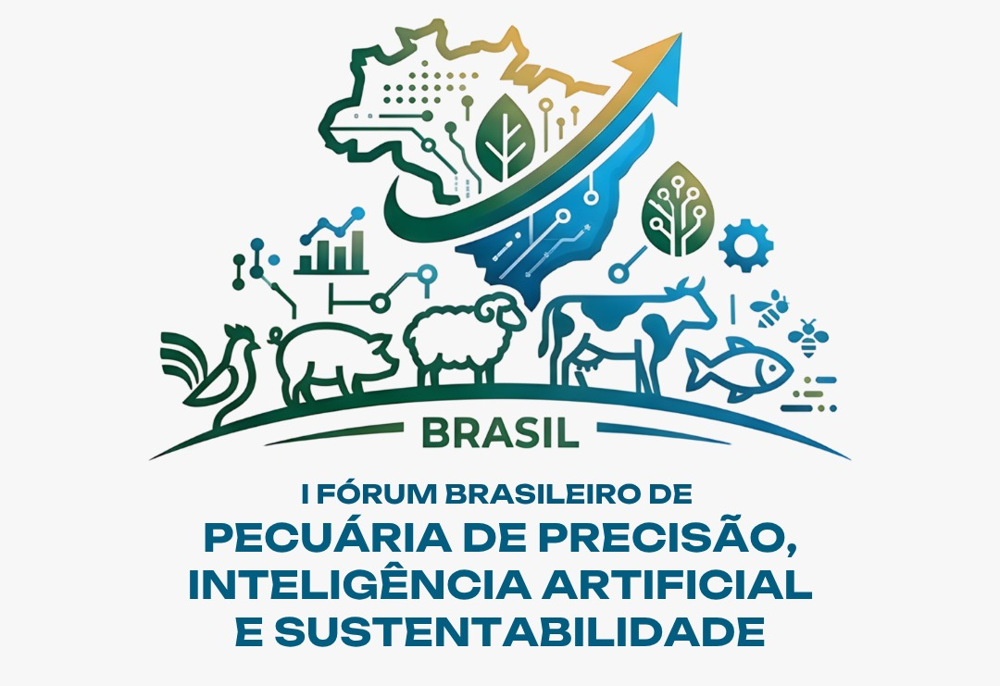 BRASIL
I FÓRUM BRASILEIRO DE
PECUÁRIA DE PRECISÃO,
INTELIGÊNCIA ARTIFICIAL
E SUSTENTABILIDADE